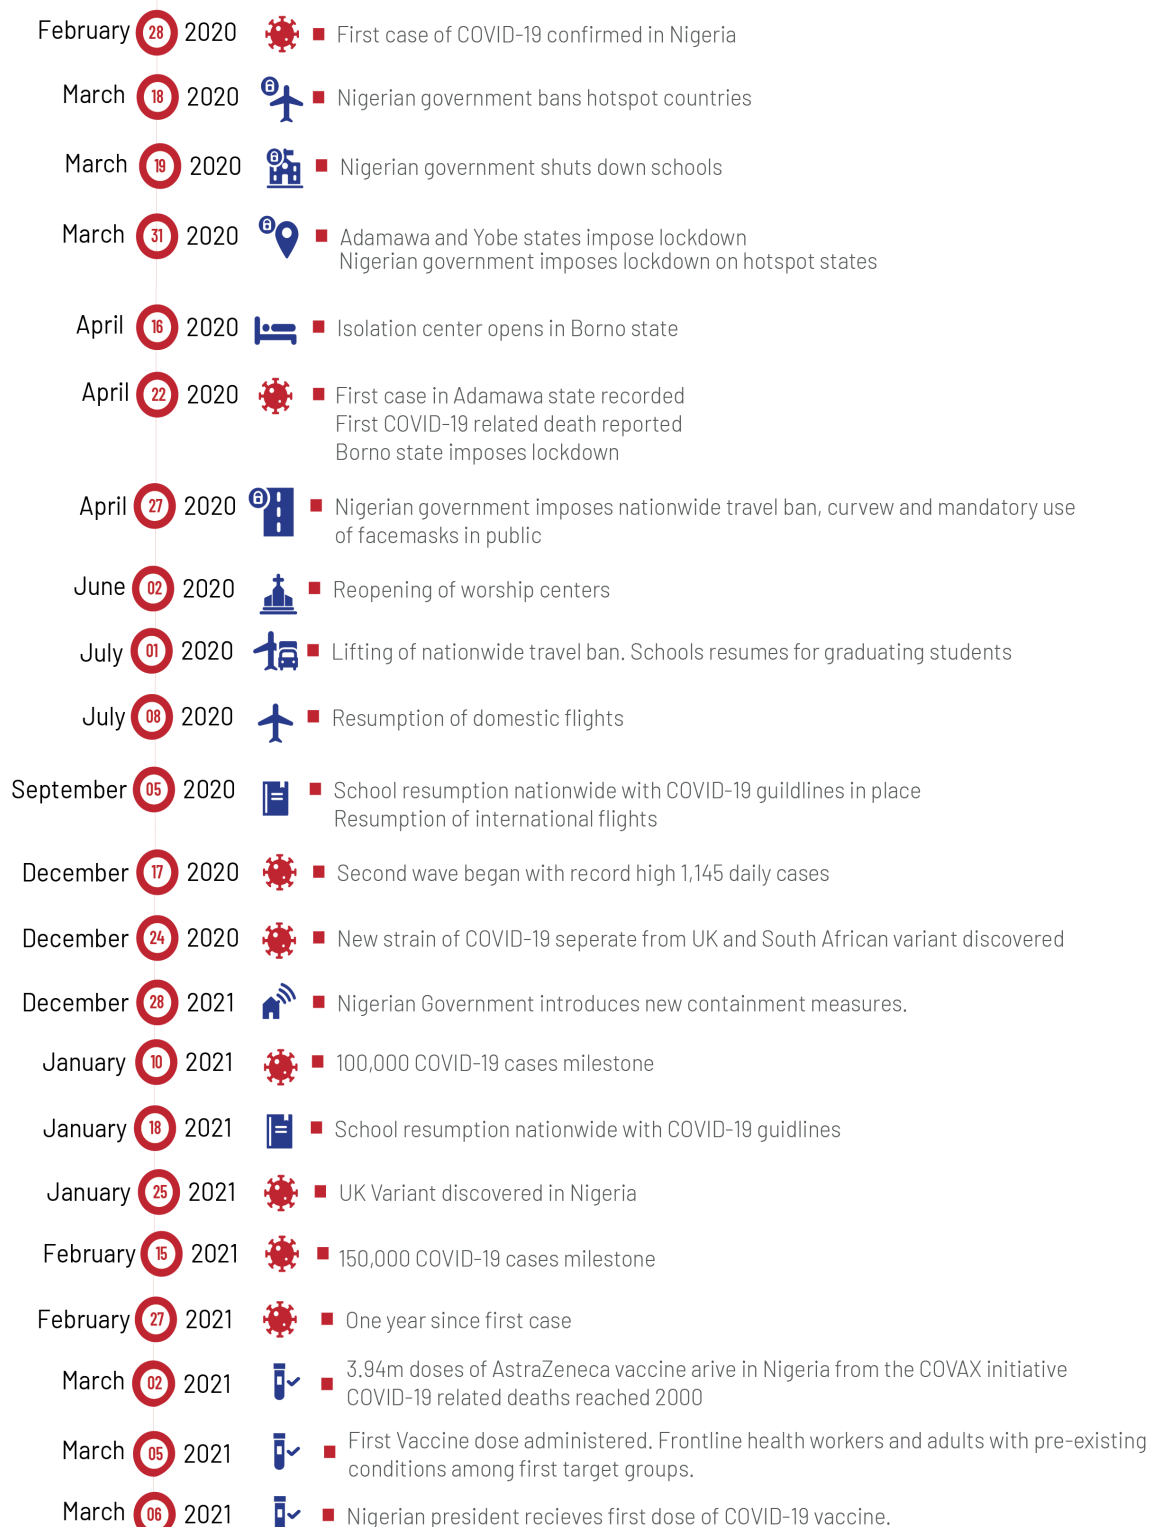 February 28 2020 First case of COVID-19 confirmed in Nigeria
March 18 2020 Nigerian government bans hotspot countries
March 19 2020 Nigerian government shuts down schools
March 31 2020 Adamawa and Yobe states impose lockdown
Nigerian government imposes lockdown on hotspot states
April 16 2020 Isolation center opens in Borno state
April 22 2020 First case in Adamawa state recorded
First COVID-19 related death reported
Borno state imposes lockdown
April 27 2020 Nigerian government imposes nationwide travel ban, curvew and mandatory use
of facemasks in public
June 02 2020 Reopening of worship centers
July 01 2020 Lifting of nationwide travel ban. Schools resumes for graduating students
July 08 2020 Resumption of domestic flights
September 05 2020 School resumption nationwide with COVID-19 guildlines in place
Resumption of international flights
December 17 2020 Second wave began with record high 1,145 daily cases
December 24 2020 New strain of COVID-19 seperate from UK and South African variant discovered
December 28 2021 Nigerian Government introduces new containment measures.
January 10 2021 100,000 COVID-19 cases milestone
January 18 2021 School resumption nationwide with COVID-19 guidlines
January 25 2021 UK Variant discovered in Nigeria
February 15 2021 150,000 COVID-19 cases milestone
February 27 2021 One year since first case
March 02 2021 3.94m doses of AstraZeneca vaccine arive in Nigeria from the COVAX initiative
COVID-19 related deaths reached 2000
March 05 2021 First Vaccine dose administered. Frontline health workers and adults with pre-existing
conditions among first target groups.
March 06 2021 Nigerian president recieves first dose of COVID-19 vaccine.